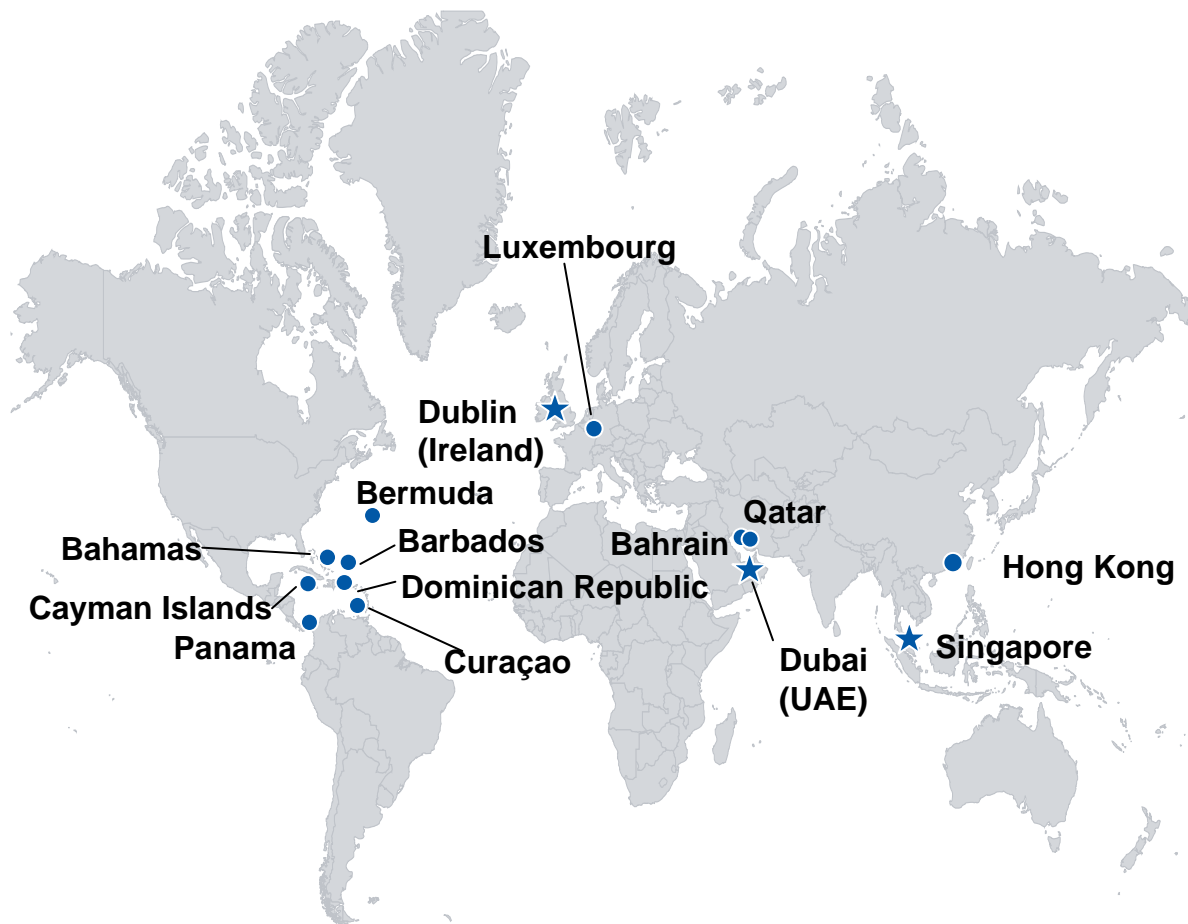 Luxembourg
Dublin
(Ireland)
Bermuda
Qatar
Bahamas
Barbados
Bahrain
Hong Kong
Cayman Islands
Dominican Republic
Panama
Curaçao
Dubai
(UAE)
Singapore